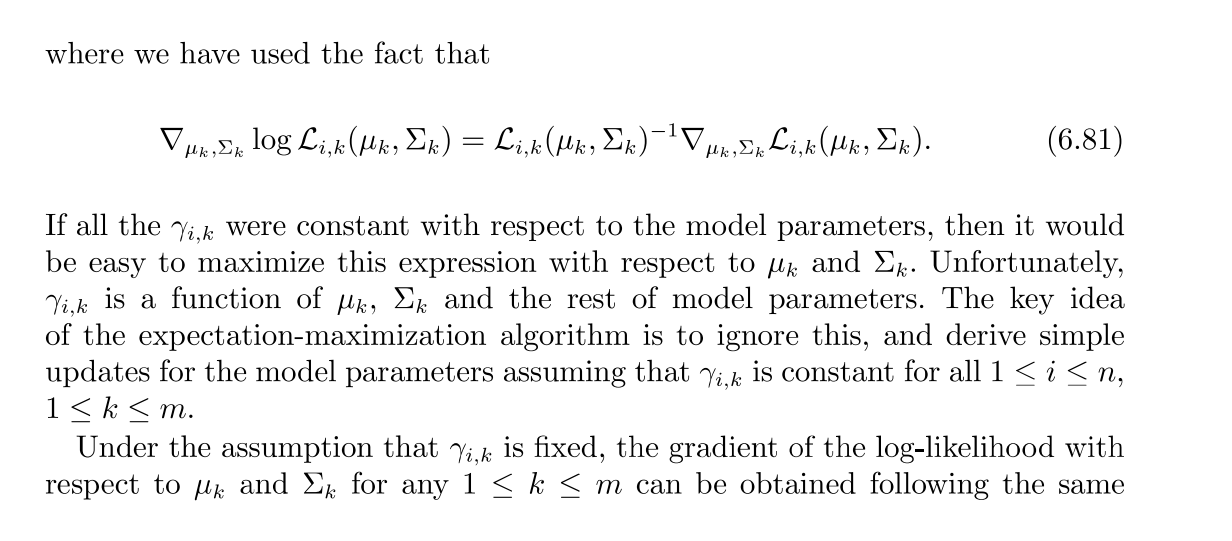 where we have used the fact that
∇_{μ_k,Σ_k} log ℒ_{i,k}(μ_k, Σ_k) = ℒ_{i,k}(μ_k, Σ_k)^{−1}∇_{μ_k,Σ_k}ℒ_{i,k}(μ_k, Σ_k). (6.81)
If all the γ_{i,k} were constant with respect to the model parameters, then it would
be easy to maximize this expression with respect to μ_k and Σ_k. Unfortunately,
γ_{i,k} is a function of μ_k, Σ_k and the rest of model parameters. The key idea
of the expectation-maximization algorithm is to ignore this, and derive simple
updates for the model parameters assuming that γ_{i,k} is constant for all 1 ≤ i ≤ n,
1 ≤ k ≤ m.
Under the assumption that γ_{i,k} is fixed, the gradient of the log-likelihood with
respect to μ_k and Σ_k for any 1 ≤ k ≤ m can be obtained following the same